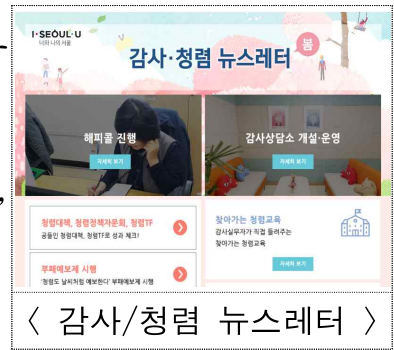 I·SEOUL·U
너와 나의 서울
감사·청렴 뉴스레터
봄
해피콜 진행
자세히 보기
감사상담소 개설·운영
자세히 보기
청렴대책, 청렴정책자문회, 청렴TF
공들인 청렴대책, 청렴TF로 성과 체크!
부패예보제 시행
'청렴도 날씨처럼 예보한다' 부패예보제 시행
찾아가는 청렴교육
감사실무자가 직접 들려주는
찾아가는 청렴교육
자세히 보기
〈 감사/청렴 뉴스레터 〉